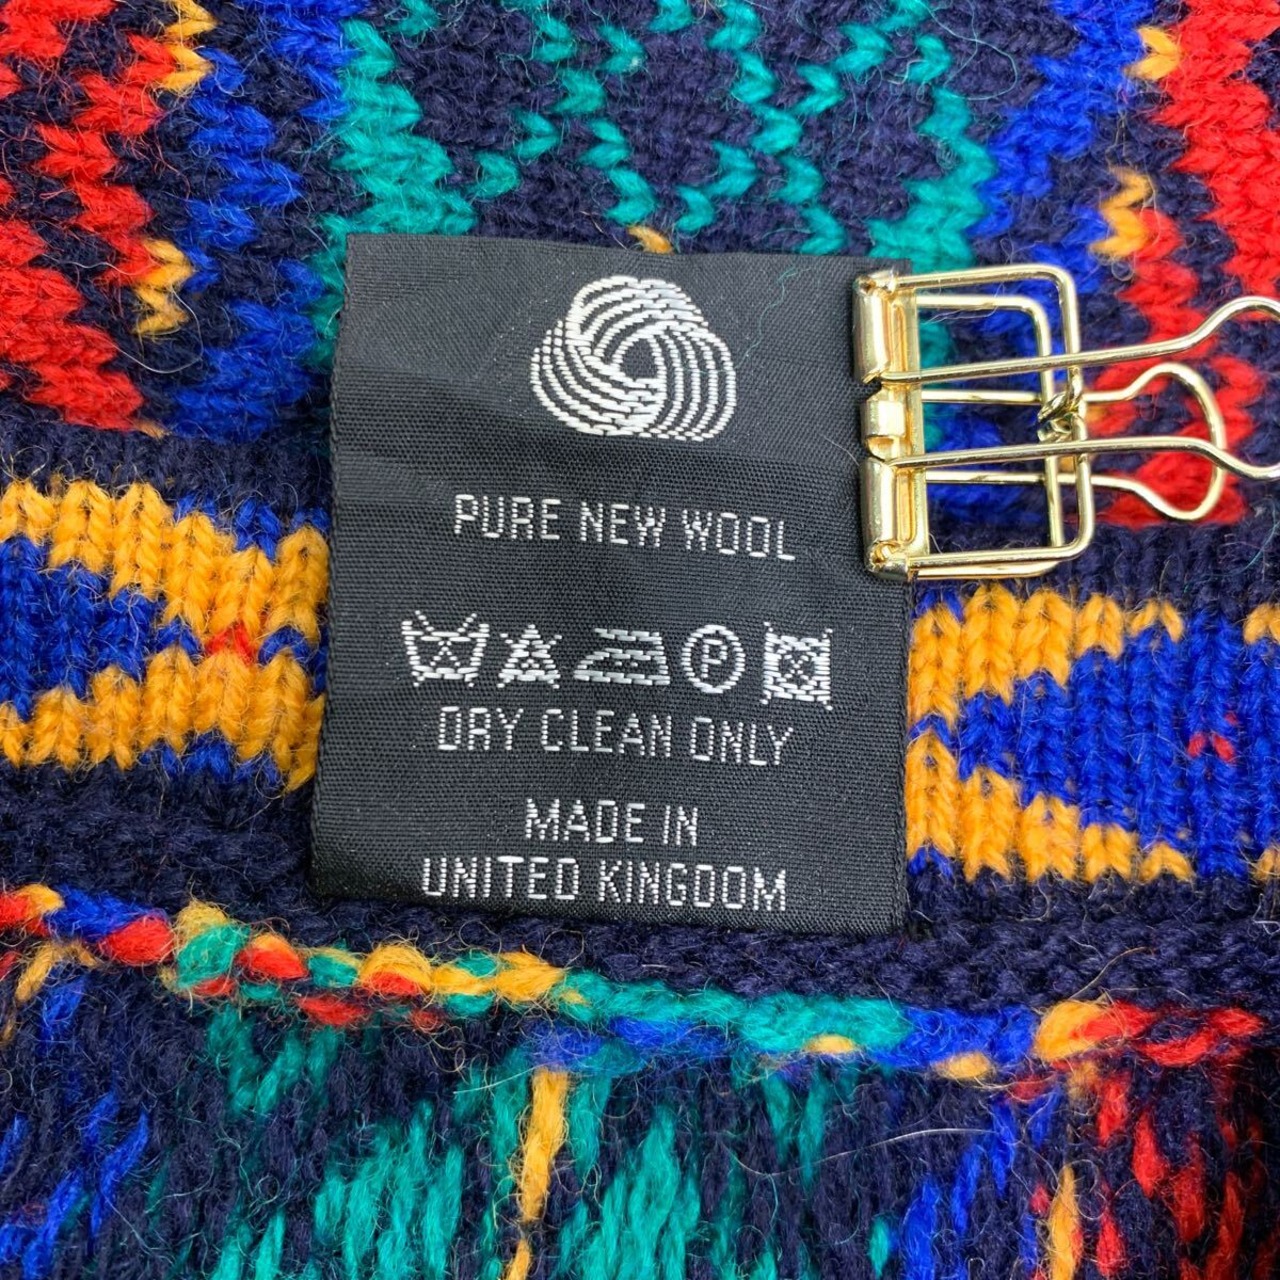 PURE NEW WOOL
P
DRY CLEAN ONLY
MADE IN
UNITED KINGDOM